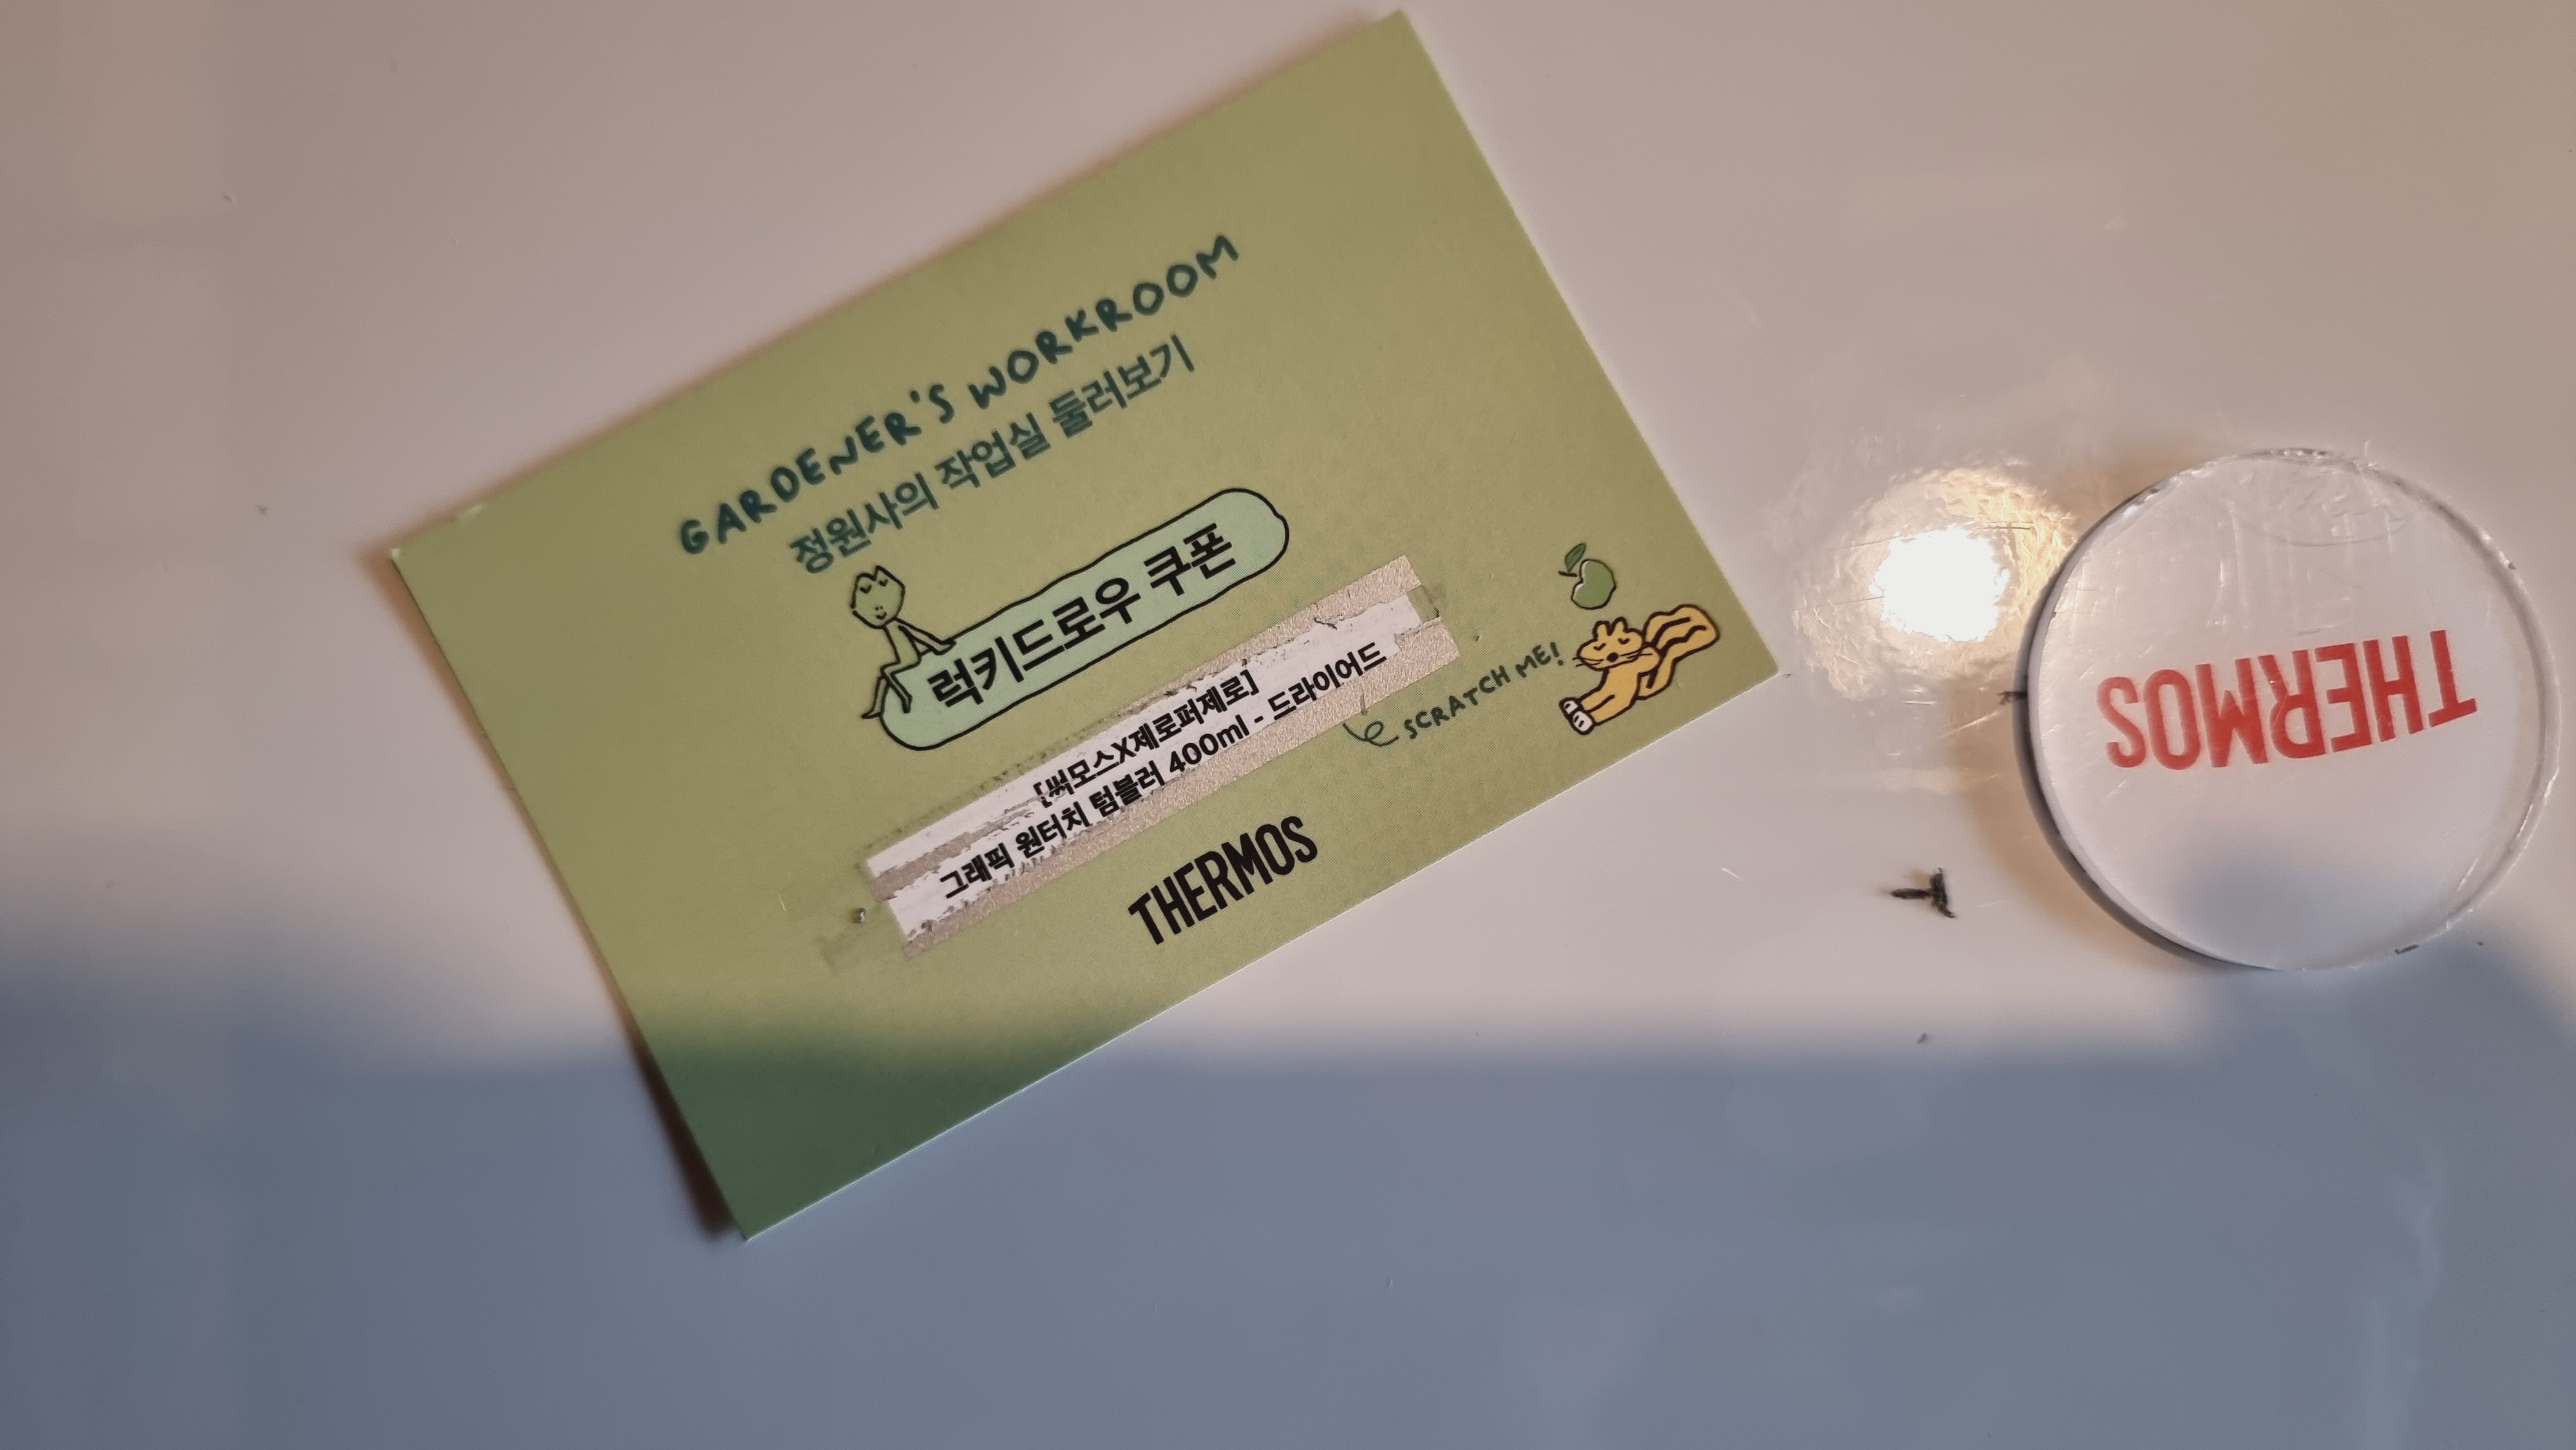 GARDENER'S WORKROOM
정원사의 작업실 둘러보기
럭키드로우 쿠폰
[써모스X제로퍼제로]
그래픽 원터치 텀블러 400ml - 드라이어드
SCRATCH ME!
THERMOS
THERMOS